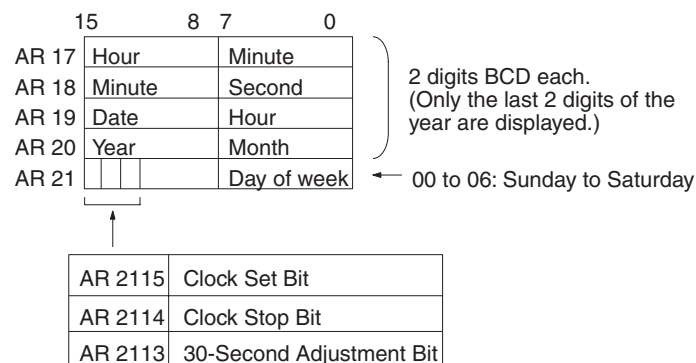 15 8 7 0
AR 17 Hour Minute
AR 18 Minute Second
AR 19 Date Hour
AR 20 Year Month
AR 21 Day of week
2 digits BCD each.
(Only the last 2 digits of the
year are displayed.)
00 to 06: Sunday to Saturday
AR 2115 Clock Set Bit
AR 2114 Clock Stop Bit
AR 2113 30-Second Adjustment Bit